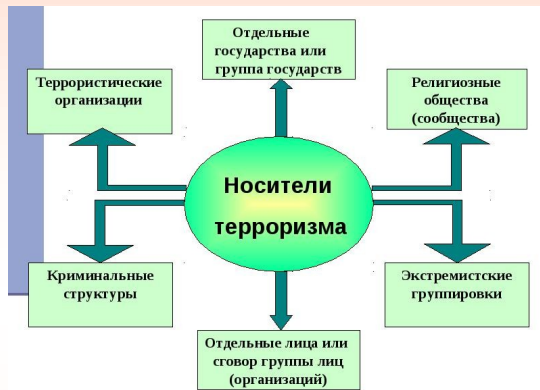 Отдельные
государства или
группа государств
Террористические
организации
Религиозные
общества
(сообщества)
Носители
терроризма
Криминальные
структуры
Экстремистские
группировки
Отдельные лица или
сговор группы лиц
(организаций)